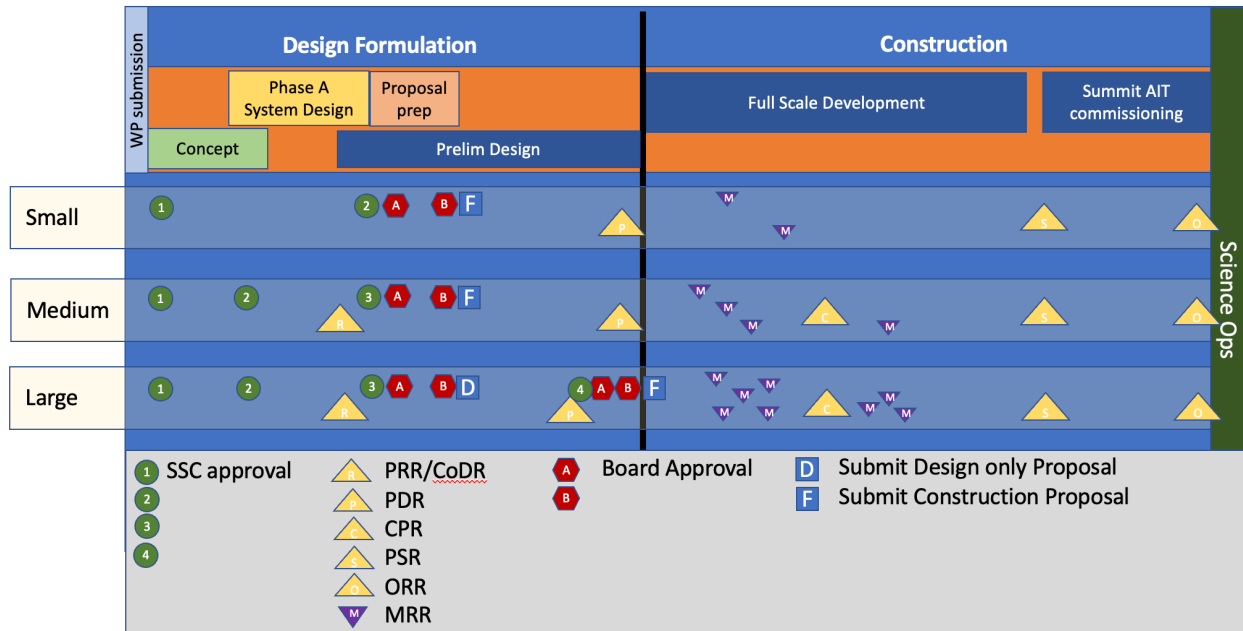 WP submission
Design Formulation
Construction
Phase A
System Design
Proposal
prep
Full Scale Development
Summit AIT
commissioning
Concept
Prelim Design
Small
1
2
A
B
F
P
M
M
S
O
Medium
1
2
R
3
A
B
F
P
M
M
M
C
M
S
O
Large
1
2
R
3
A
B
D
P
4
A
B
F
M
M
M
M
M
C
M
M
M
S
O
Science Ops
1
SSC approval
2
3
4
R
PRR/CoDR
P
PDR
C
CPR
S
PSR
O
ORR
M
MRR
A
Board Approval
B
D
Submit Design only Proposal
F
Submit Construction Proposal